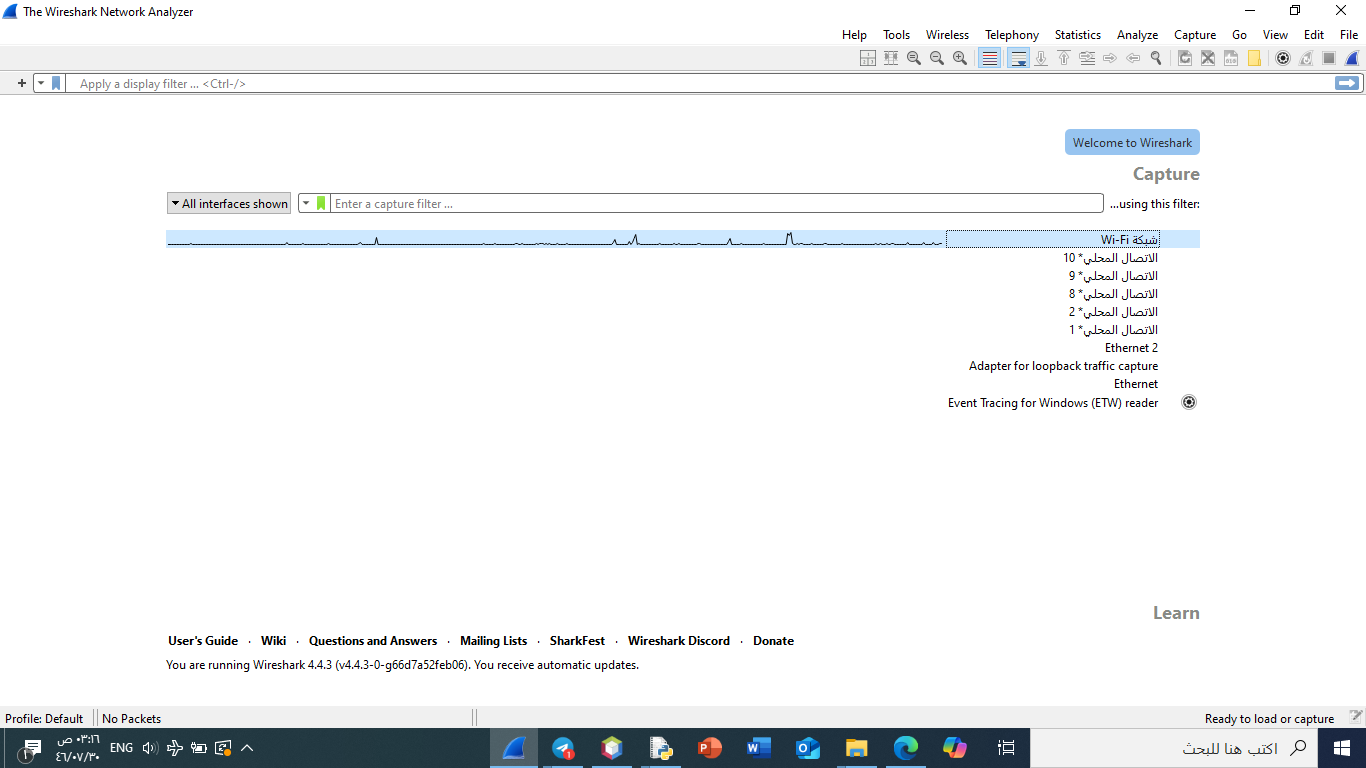 The Wireshark Network Analyzer
Help Tools Wireless Telephony Statistics Analyze Capture Go View Edit File
Apply a display filter ... <Ctrl-/>
Welcome to Wireshark
Capture
All interfaces shown Enter a capture filter ... ...using this filter:
شبكة Wi-Fi
الاتصال المحلي* 10
الاتصال المحلي* 9
الاتصال المحلي* 8
الاتصال المحلي* 2
الاتصال المحلي* 1
Ethernet 2
Adapter for loopback traffic capture
Ethernet
Event Tracing for Windows (ETW) reader
Learn
User's Guide · Wiki · Questions and Answers · Mailing Lists · SharkFest · Wireshark Discord · Donate
You are running Wireshark 4.4.3 (v4.4.3-0-g66d7a52feb06). You receive automatic updates.
Profile: Default No Packets Ready to load or capture
٠٣:١٦ ص
ENG
اكتب هنا للبحث
٤٦/٠٧/٣٠